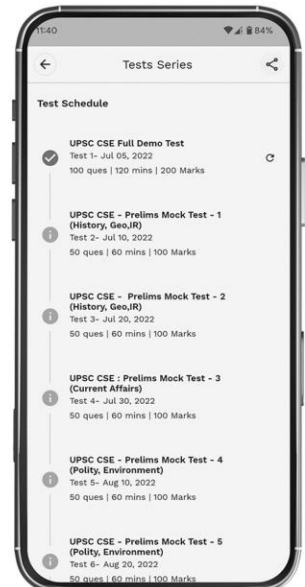 11:40
84%
Tests Series
Test Schedule
UPSC CSE Full Demo Test
Test 1- Jul 05, 2022
100 ques | 120 mins | 200 Marks
UPSC CSE - Prelims Mock Test - 1
(History, Geo,IR)
Test 2- Jul 10, 2022
50 ques | 60 mins | 100 Marks
UPSC CSE - Prelims Mock Test - 2
(History, Geo,IR)
Test 3- Jul 20, 2022
50 ques | 60 mins | 100 Marks
UPSC CSE : Prelims Mock Test - 3
(Current Affairs)
Test 4- Jul 30, 2022
50 ques | 60 mins | 100 Marks
UPSC CSE - Prelims Mock Test - 4
(Polity, Environment)
Test 5- Aug 10, 2022
50 ques | 60 mins | 100 Marks
UPSC CSE - Prelims Mock Test - 5
(Polity, Environment)
Test 6- Aug 20, 2022
50 ques | 60 mins | 100 Marks